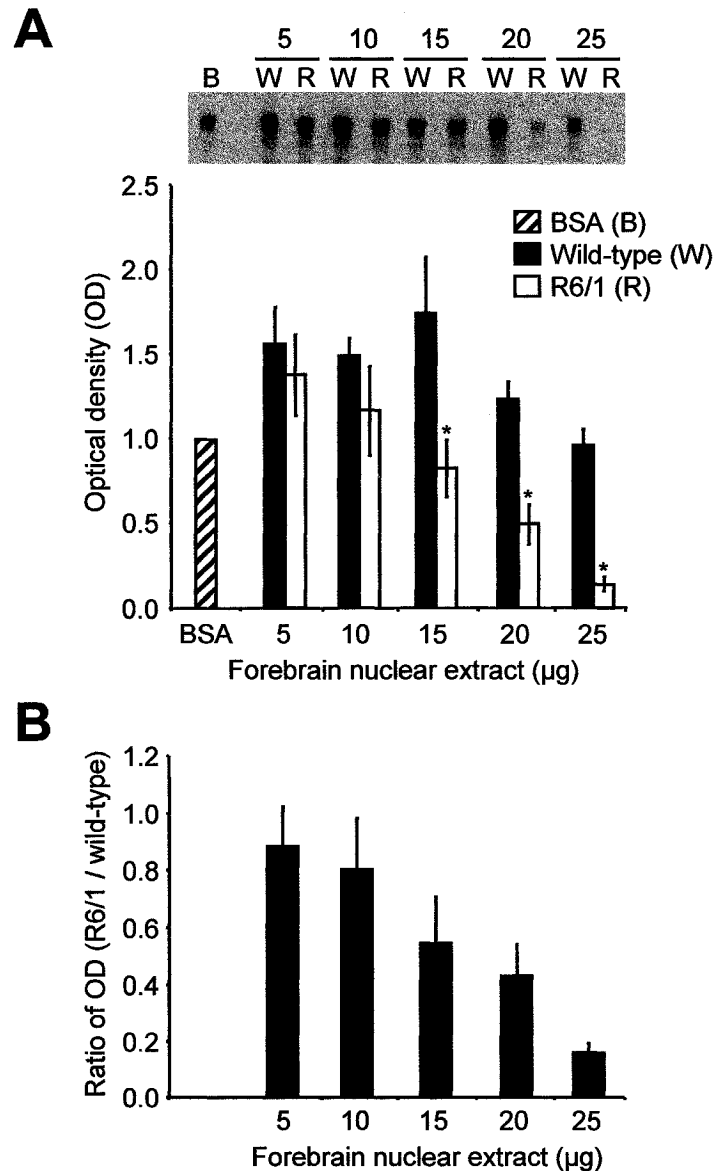 A
5 10 15 20 25
B W R W R W R W R W R
2.5
2.0
1.5
1.0
0.5
0.0
Optical density (OD)
BSA (B)
Wild-type (W)
R6/1 (R)
*
*
*
BSA 5 10 15 20 25
Forebrain nuclear extract (µg)
B
1.2
1.0
0.8
0.6
0.4
0.2
0.0
Ratio of OD (R6/1 / wild-type)
5 10 15 20 25
Forebrain nuclear extract (µg)